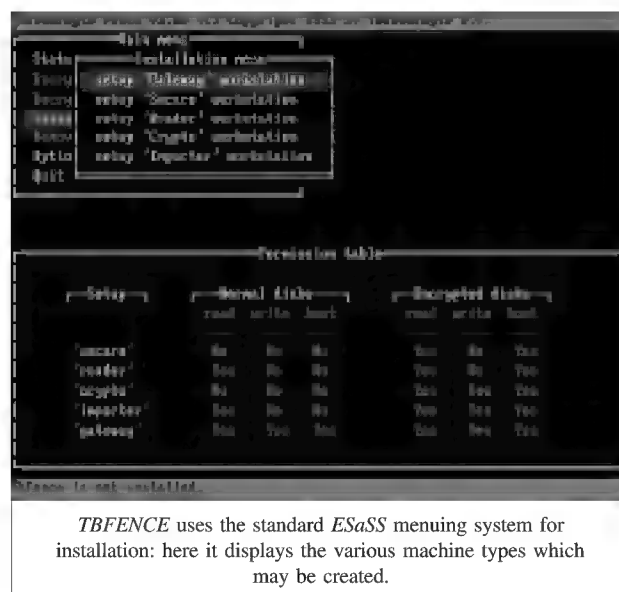 Main menu
Installation menu
setup 'Gateway' workstation
setup 'Secure' workstation
setup 'Reader' workstation
setup 'Crypto' workstation
setup 'Importer' workstation
Quit
Permission table
Setup Normal disks Encrypted disks
read write boot read write boot
'secure' No No No Yes No Yes
'reader' Yes No No Yes No Yes
'crypto' No No No Yes Yes Yes
'importer' Yes No No Yes Yes Yes
'gateway' Yes Yes Yes Yes Yes Yes
is not installed.
TBFENCE uses the standard ESaSS menuing system for
installation: here it displays the various machine types which
may be created.